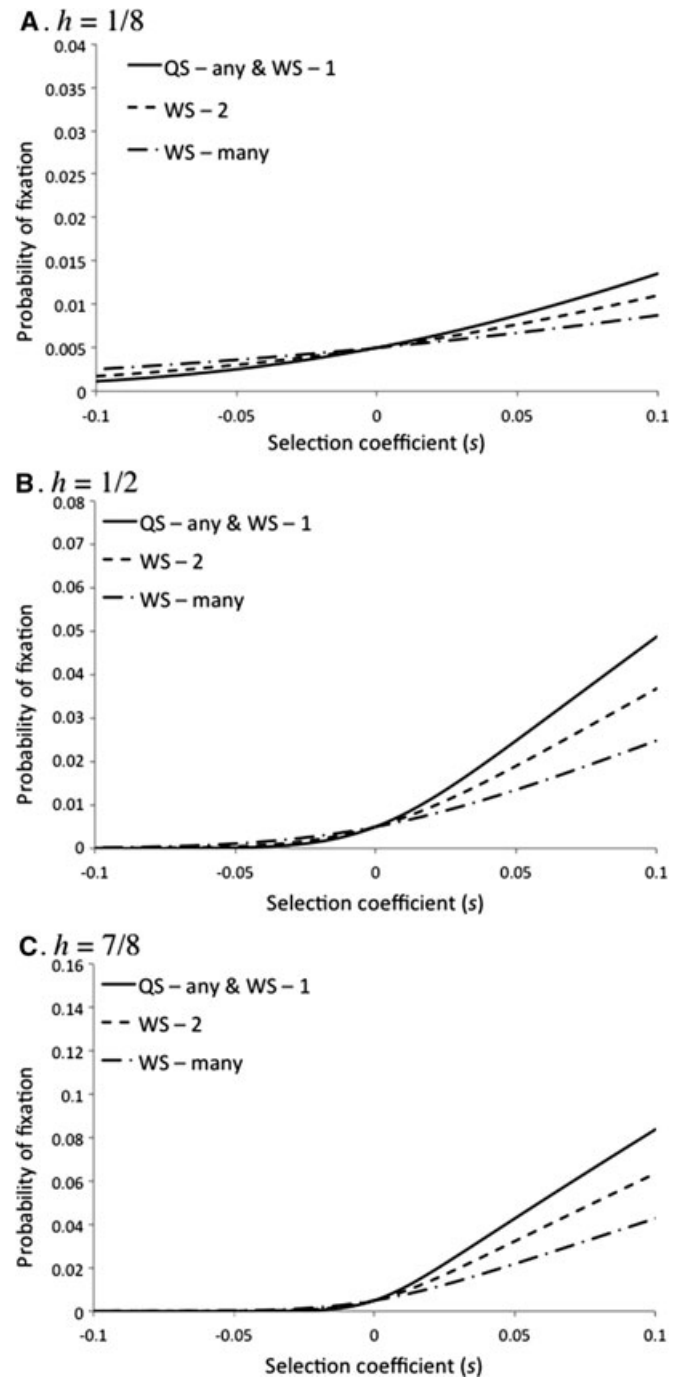 A. h = 1/8
0.04
0.035
0.03
0.025
0.02
0.015
0.01
0.005
0
QS – any & WS – 1
WS – 2
WS – many
Probability of fixation
-0.1
-0.05
0
0.05
0.1
Selection coefficient (s)
B. h = 1/2
0.08
0.07
0.06
0.05
0.04
0.03
0.02
0.01
0
QS – any & WS – 1
WS – 2
WS – many
Probability of fixation
-0.1
-0.05
0
0.05
0.1
Selection coefficient (s)
C. h = 7/8
0.16
0.14
0.12
0.1
0.08
0.06
0.04
0.02
0
QS – any & WS – 1
WS – 2
WS – many
Probability of fixation
-0.1
-0.05
0
0.05
0.1
Selection coefficient (s)